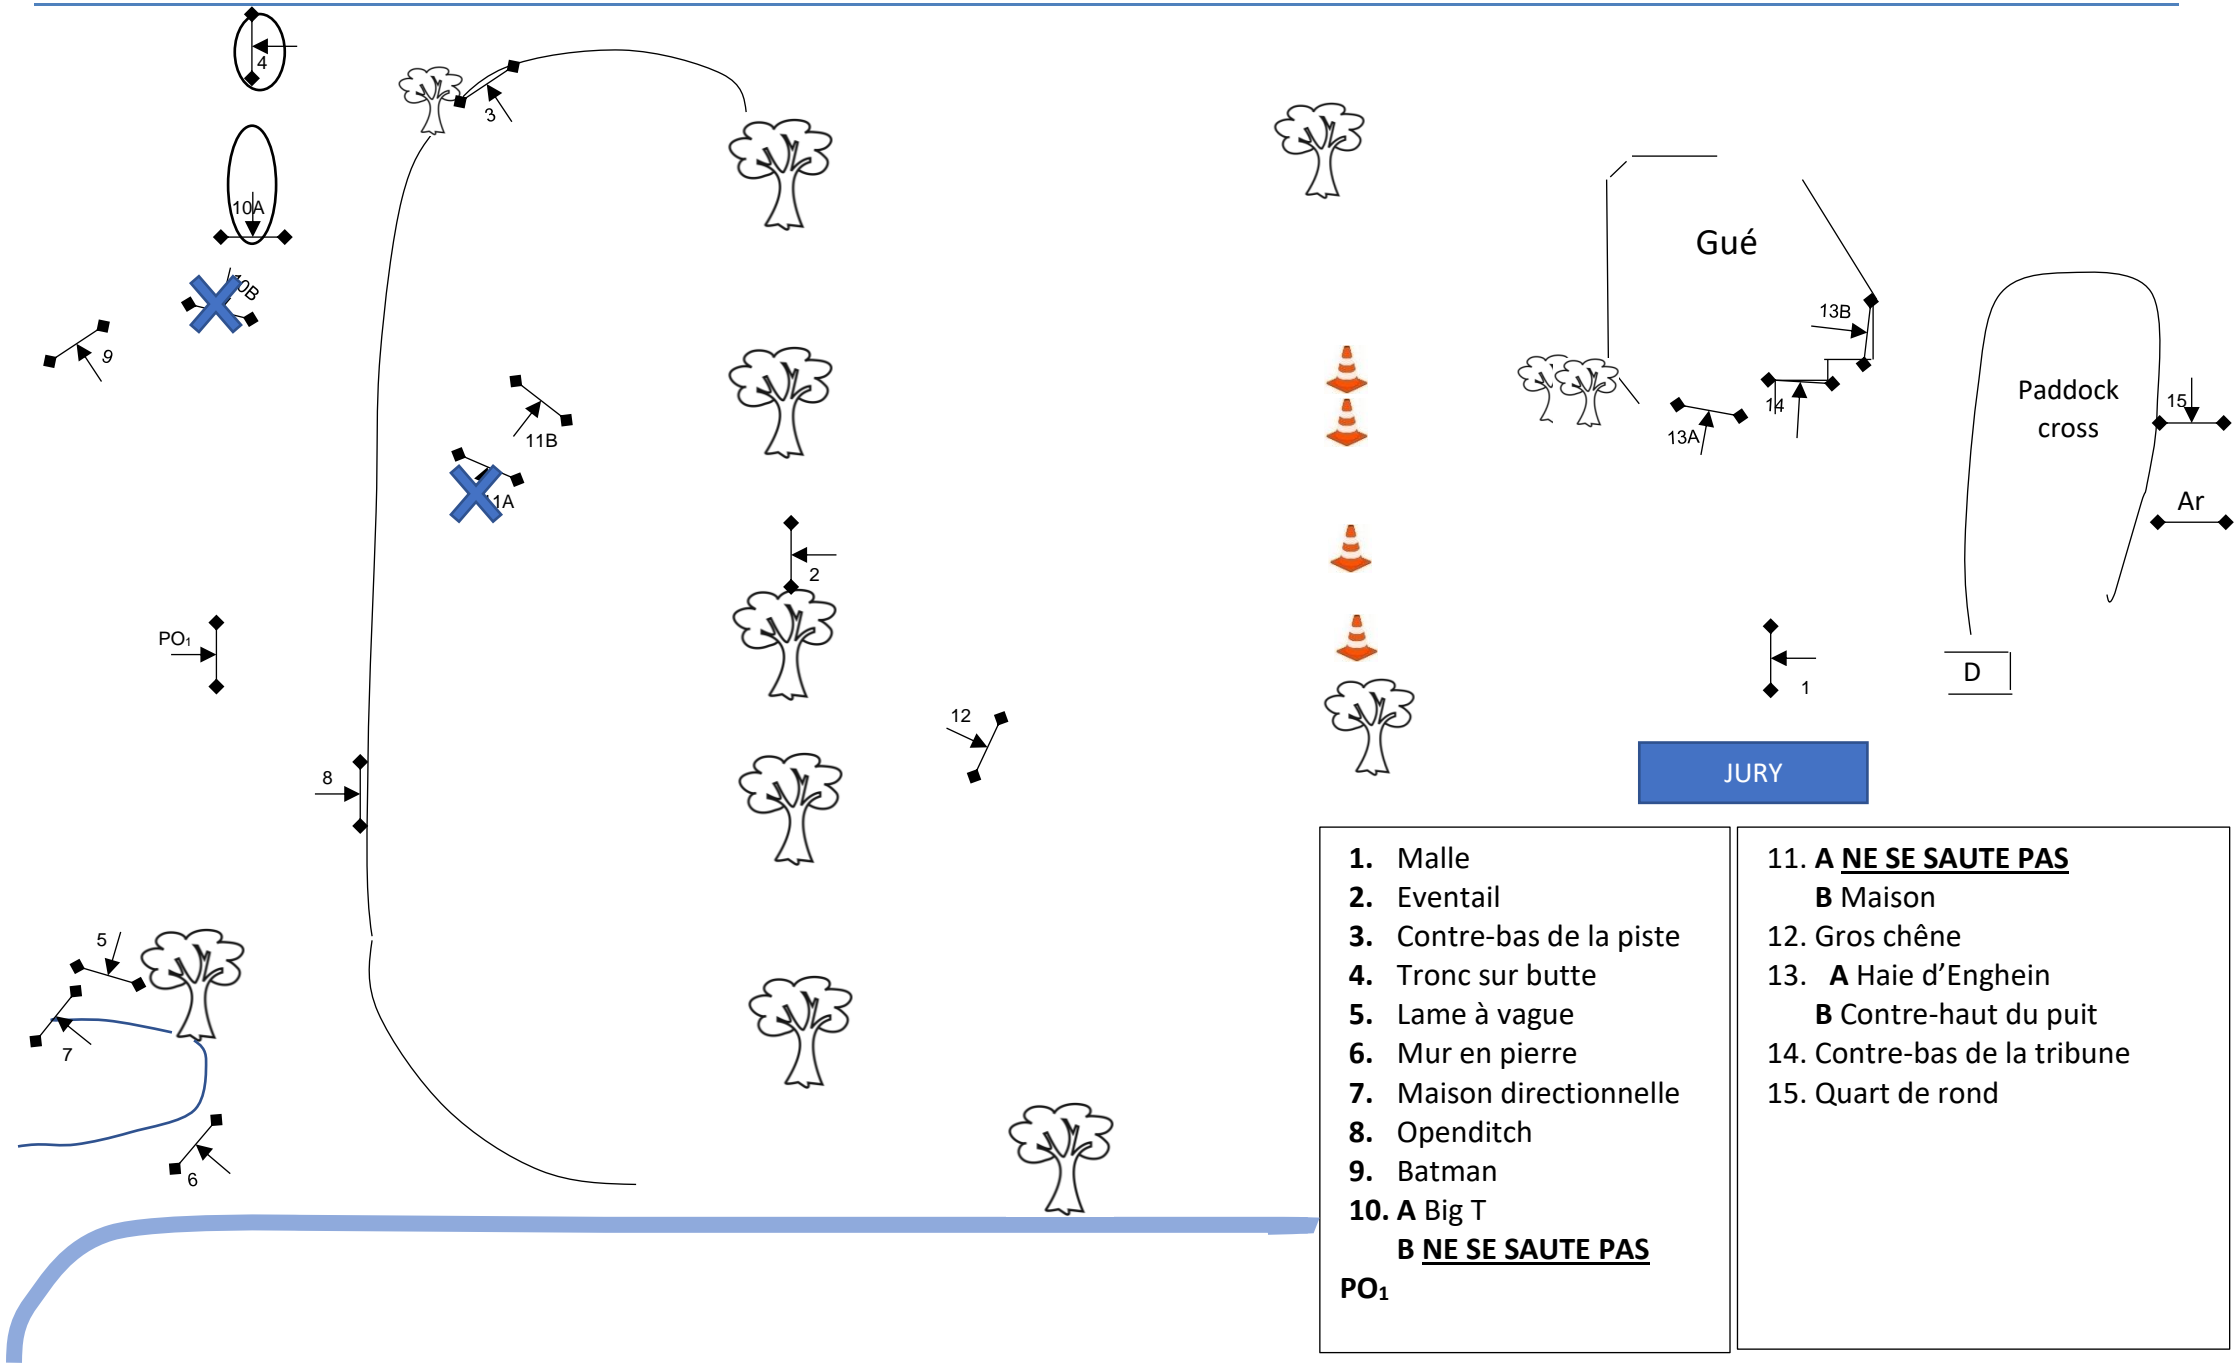 4
3
10A
0B
9
11B
1A
2
PO₁
8
12
5
7
6
Gué
13B
14
13A
Paddock
cross
15
Ar
D
1
JURY
1. Malle
2. Eventail
3. Contre-bas de la piste
4. Tronc sur butte
5. Lame à vague
6. Mur en pierre
7. Maison directionnelle
8. Openditch
9. Batman
10. A Big T
B NE SE SAUTE PAS
PO₁
11. A NE SE SAUTE PAS
B Maison
12. Gros chêne
13. A Haie d’Enghein
B Contre-haut du puit
14. Contre-bas de la tribune
15. Quart de rond